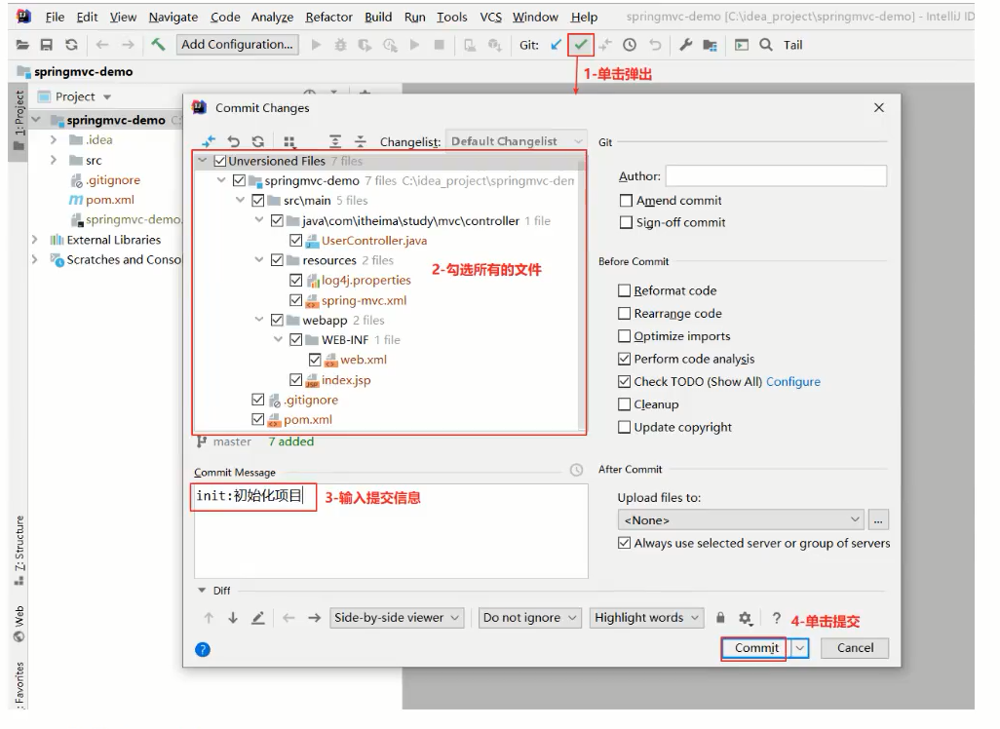 File Edit View Navigate Code Analyze Refactor Build Run Tools VCS Window Help springmvc-demo [C:\idea_project\springmvc-demo] - IntelliJ ID
Add Configuration... Git: Tail
springmvc-demo
1-单击弹出
1: Project
Project
springmvc-demo
.idea
src
.gitignore
pom.xml
springmvc-demo.
External Libraries
Scratches and Conso
Z: Structure
Web
Favorites
Commit Changes
Changelist: Default Changelist
Unversioned Files 7 files
springmvc-demo 7 files C:\idea_project\springmvc-den
src\main 5 files
java\com\itheima\study\mvc\controller 1 file
UserController.java
resources 2 files
2-勾选所有的文件
log4j.properties
spring-mvc.xml
webapp 2 files
WEB-INF 1 file
web.xml
index.jsp
.gitignore
pom.xml
master 7 added
Commit Message
init:初始化项目
3-输入提交信息
Git
Author:
Amend commit
Sign-off commit
Before Commit
Reformat code
Rearrange code
Optimize imports
Perform code analysis
Check TODO (Show All) Configure
Cleanup
Update copyright
After Commit
Upload files to:
<None> ...
Always use selected server or group of servers
Diff
Side-by-side viewer Do not ignore Highlight words ?
4-单击提交
? Commit Cancel